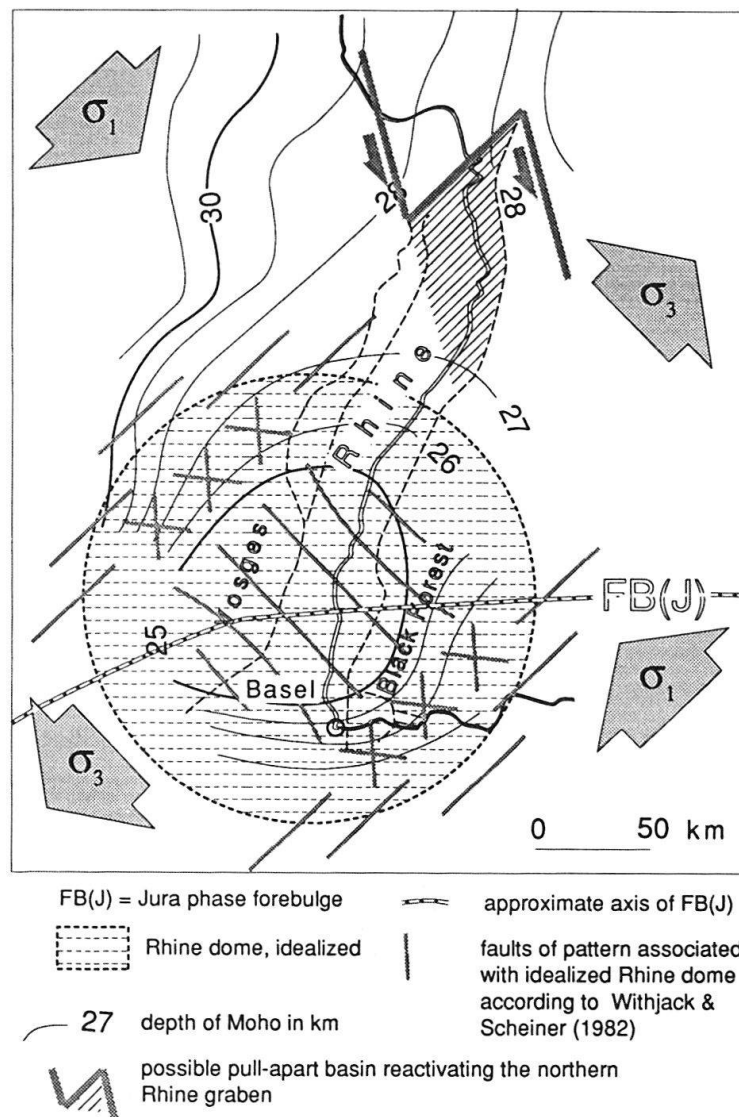 σ1
30
28
σ3
Rhine
27
26
osges
Black Forest
FB(J)
25
Basel
σ1
σ3
0 50 km
FB(J) = Jura phase forebulge
approximate axis of FB(J)
Rhine dome, idealized
faults of pattern associated
with idealized Rhine dome
according to Withjack &
Scheiner (1982)
27 depth of Moho in km
possible pull-apart basin reactivating the northern
Rhine graben